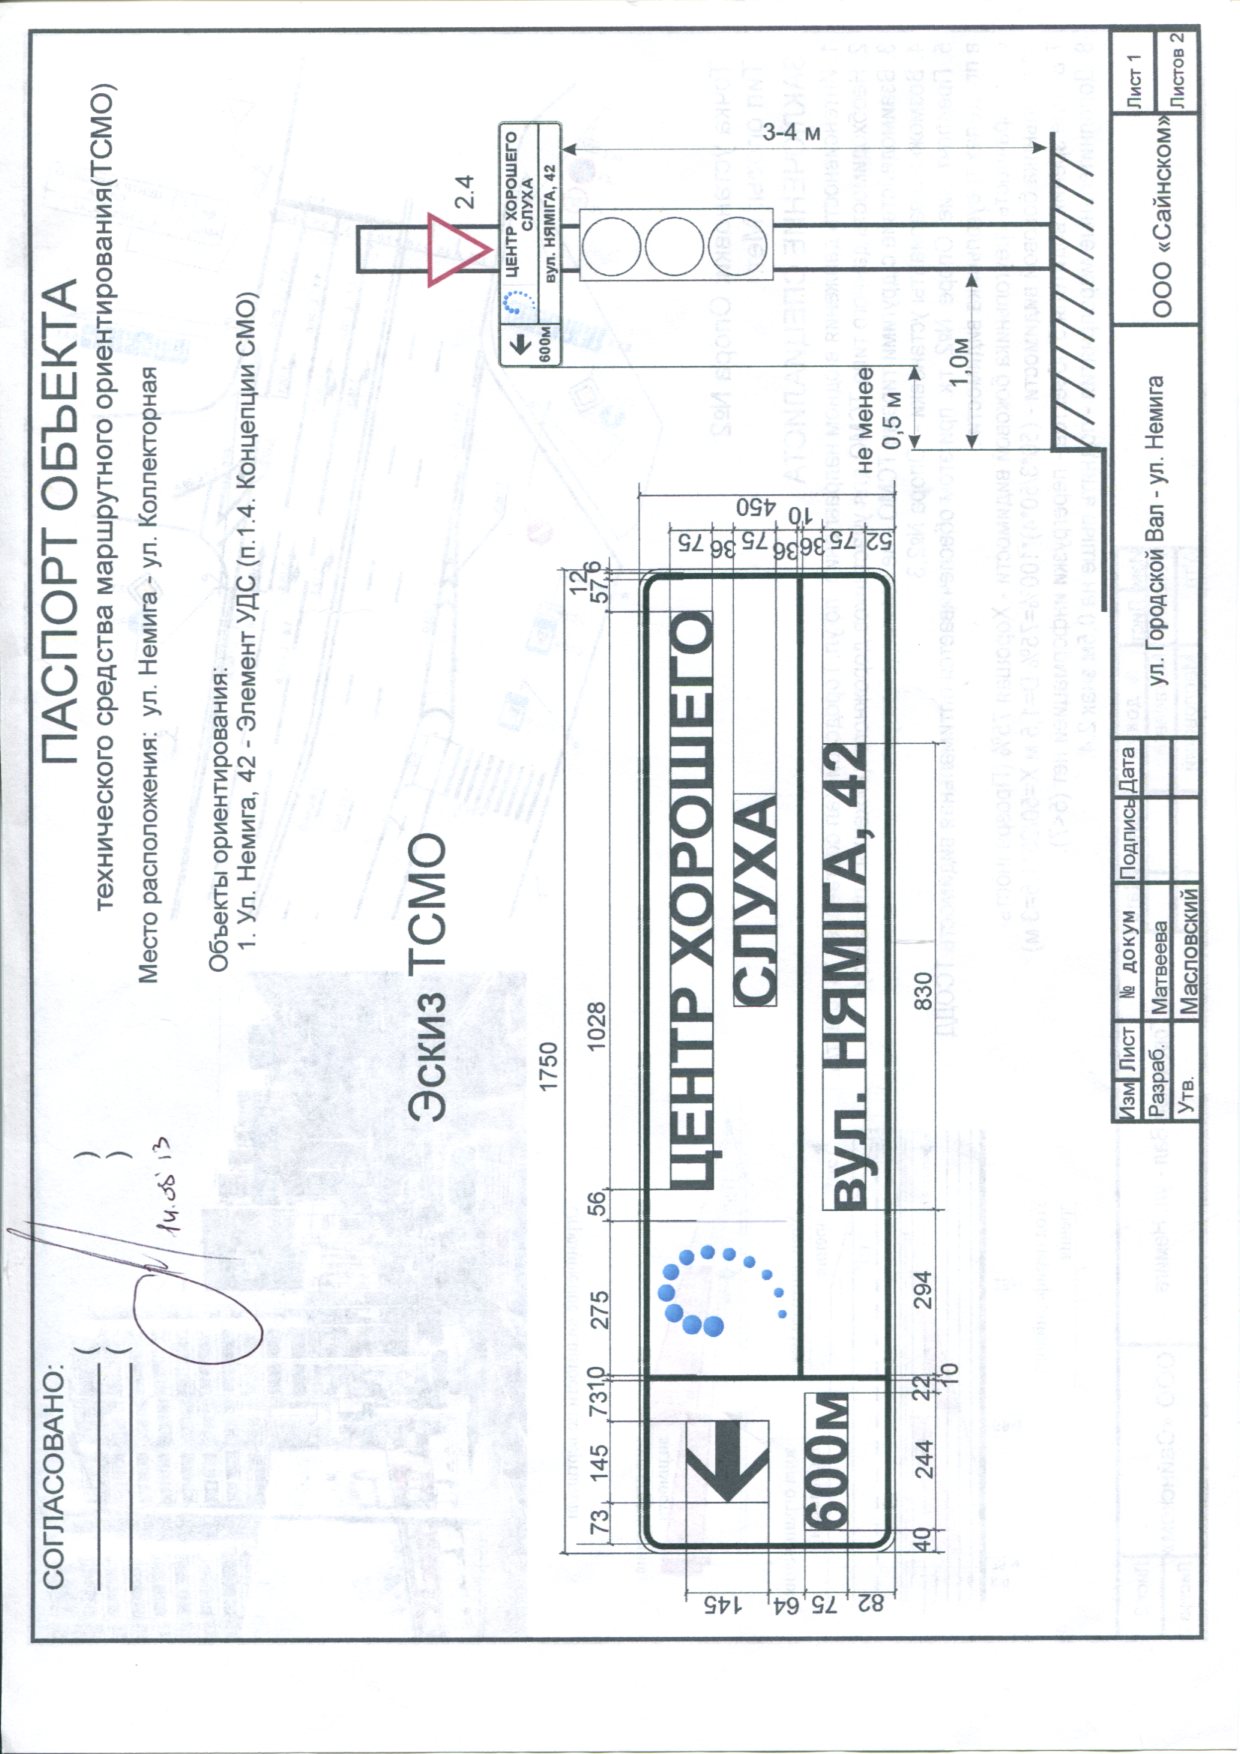 СОГЛАСОВАНО:
( )
( )
14.08 13
ПАСПОРТ ОБЪЕКТА
технического средства маршрутного ориентирования(ТСМО)
Место расположения: ул. Немига - ул. Коллекторная
Объекты ориентирования:
1. Ул. Немига, 42 - Элемент УДС (п.1.4. Концепции СМО)
Эскиз ТСМО
1750
73 145 73 10 275 56 1028 57 12 6
ЦЕНТР ХОРОШЕГО
СЛУХА
600м
вул. НЯМІГА, 42
145 64 75 82
75 36 75 36 10 36 75 52
450
40 244 22 10 294 830
2.4
ЦЕНТР ХОРОШЕГО
СЛУХА
600м
вул. НЯМІГА, 42
3-4 м
не менее
0,5 м
1,0м
Изм Лист № докум Подпись Дата
Разраб. Матвеева
Утв. Масловский
ул. Городской Вал - ул. Немига
ООО «Сайнском»
Лист 1
Листов 2